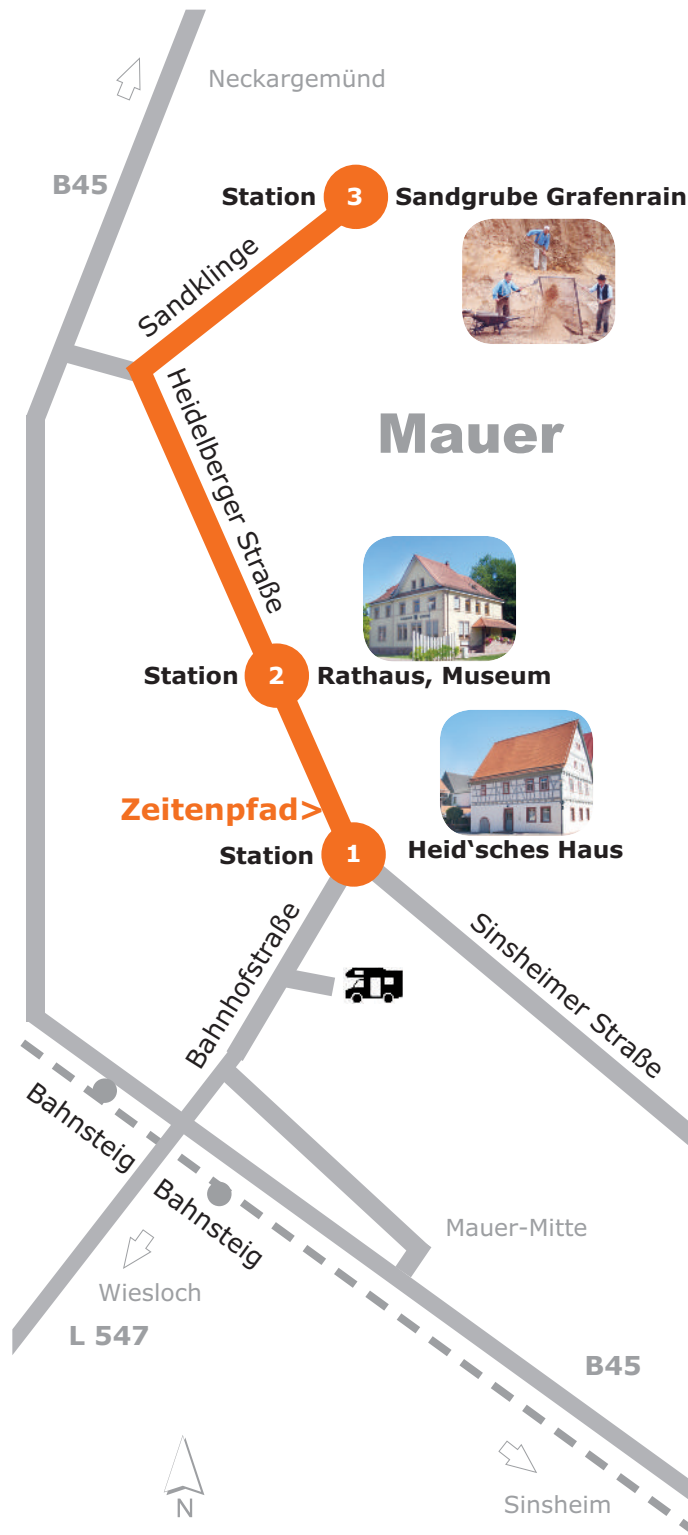 Neckargemünd
B45
Station 3 Sandgrube Grafenrain
Sandklinge
Heidelberger Straße
Mauer
Station 2 Rathaus, Museum
Zeitenpfad>
Station 1 Heid‘sches Haus
Bahnhofstraße
Sinsheimer Straße
Bahnsteig
Bahnsteig
Mauer-Mitte
Wiesloch
L 547
B45
N
Sinsheim